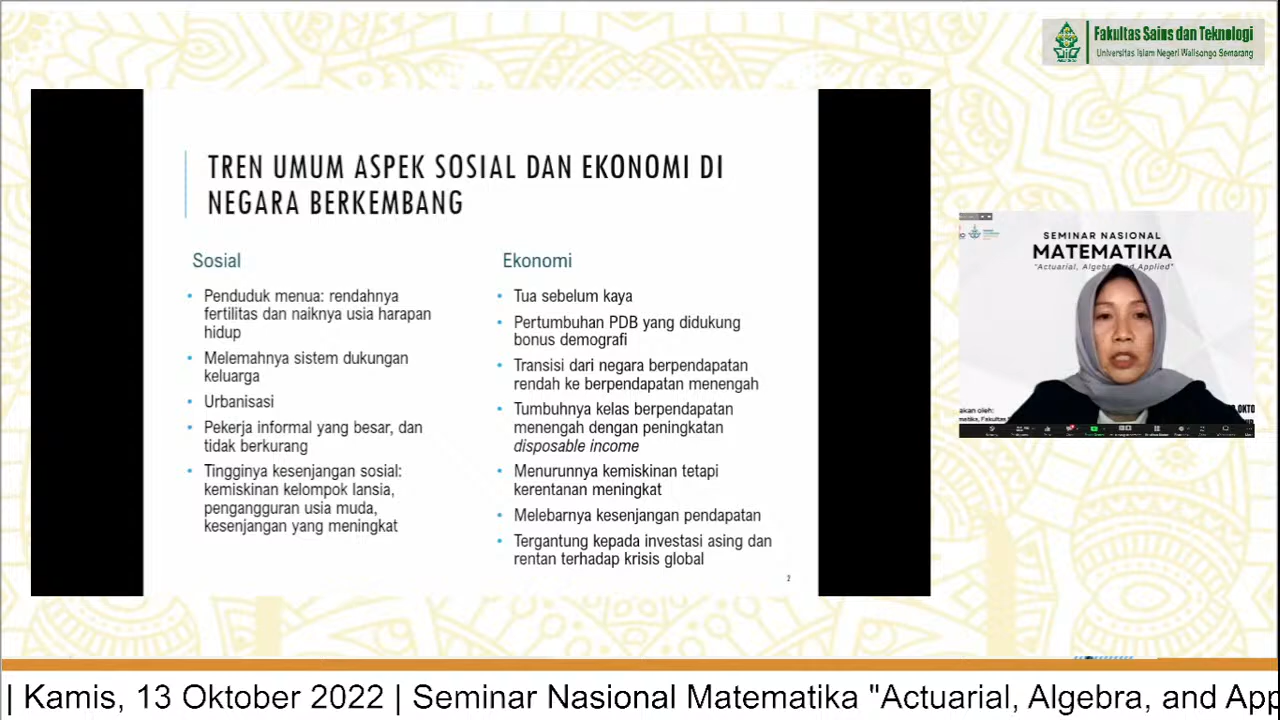 Fakultas Sains dan Teknologi
Universitas Islam Negeri Walisongo Semarang
TREN UMUM ASPEK SOSIAL DAN EKONOMI DI
NEGARA BERKEMBANG
Sosial
• Penduduk menua: rendahnya
fertilitas dan naiknya usia harapan
hidup
• Melemahnya sistem dukungan
keluarga
• Urbanisasi
• Pekerja informal yang besar, dan
tidak berkurang
• Tingginya kesenjangan sosial:
kemiskinan kelompok lansia,
pengangguran usia muda,
kesenjangan yang meningkat
Ekonomi
• Tua sebelum kaya
• Pertumbuhan PDB yang didukung
bonus demografi
• Transisi dari negara berpendapatan
rendah ke berpendapatan menengah
• Tumbuhnya kelas berpendapatan
menengah dengan peningkatan
disposable income
• Menurunnya kemiskinan tetapi
kerentanan meningkat
• Melebarnya kesenjangan pendapatan
• Tergantung kepada investasi asing dan
rentan terhadap krisis global
2
SEMINAR NASIONAL
MATEMATIKA
"Actuarial, Algebra and Applied"
akan oleh:
| Kamis, 13 Oktober 2022 | Seminar Nasional Matematika "Actuarial, Algebra, and App